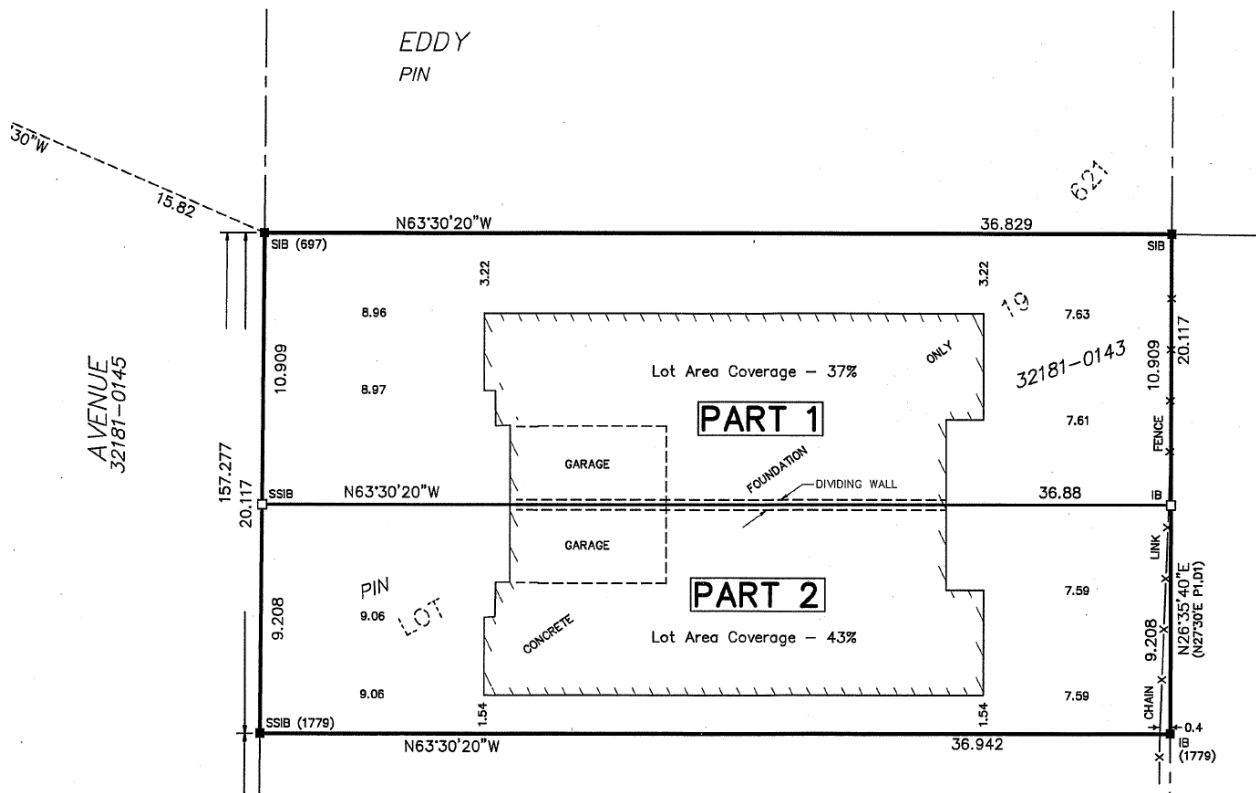 EDDY
PIN
'30"W
15.82
621
N63°30'20"W
36.829
SIB (697)
SIB
3.22
3.22
8.96
7.63
19
ONLY
Lot Area Coverage - 37%
32181-0143
10.909
10.909
20.117
8.97
7.61
AVENUE
32181-0145
PART 1
FENCE
GARAGE
FOUNDATION
DIVIDING WALL
157.277
20.117
SSIB
N63°30'20"W
36.88
IB
GARAGE
LINK
PIN
LOT
9.06
PART 2
7.59
9.208
9.208
N26°35'40"E
(N27°30'E P1,D1)
CONCRETE
Lot Area Coverage - 43%
9.06
7.59
1.54
1.54
CHAIN
SSIB (1779)
0.4
N63°30'20"W
36.942
IB
(1779)